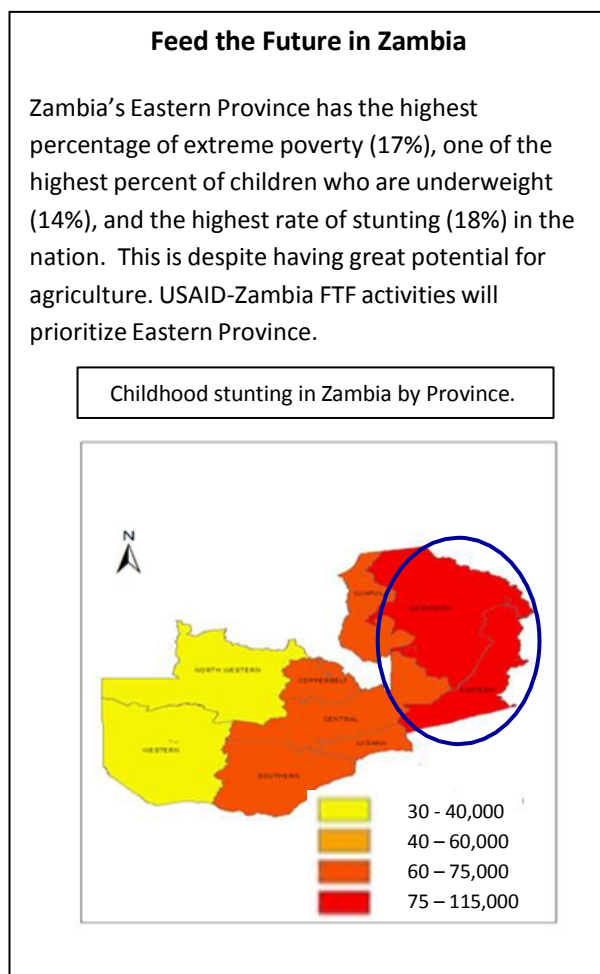 Feed the Future in Zambia
Zambia’s Eastern Province has the highest
percentage of extreme poverty (17%), one of the
highest percent of children who are underweight
(14%), and the highest rate of stunting (18%) in the
nation.  This is despite having great potential for
agriculture. USAID-Zambia FTF activities will
prioritize Eastern Province.
Childhood stunting in Zambia by Province.
N
LUAPULA
NORTHERN
NORTH WESTERN
COPPERBELT
EASTERN
CENTRAL
WESTERN
LUSAKA
SOUTHERN
30 - 40,000
40 – 60,000
60 – 75,000
75 – 115,000